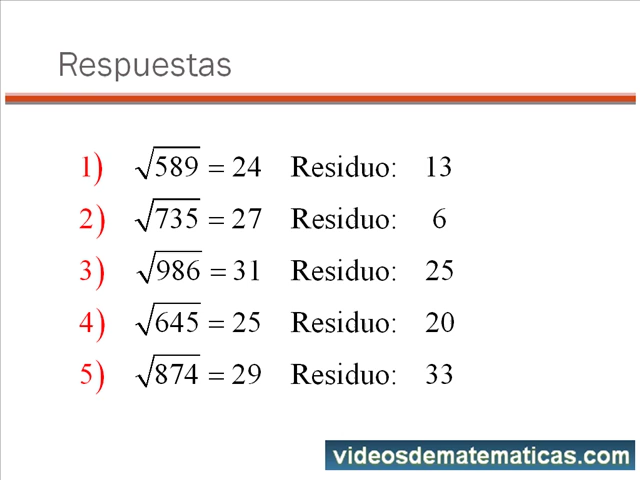 Respuestas
1) √589 = 24 Residuo: 13
2) √735 = 27 Residuo: 6
3) √986 = 31 Residuo: 25
4) √645 = 25 Residuo: 20
5) √874 = 29 Residuo: 33
videosdematematicas.com